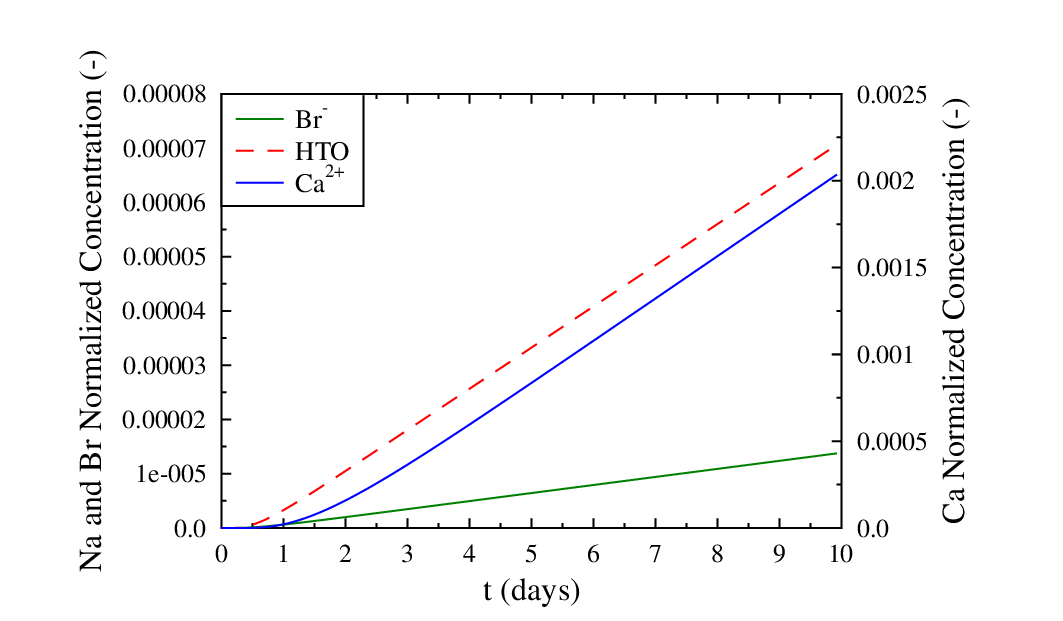 Na and Br Normalized Concentration (-)
0.00008
0.00007
0.00006
0.00005
0.00004
0.00003
0.00002
1e-005
0.0
Br⁻
HTO
Ca²⁺
0.0025
0.002
0.0015
0.001
0.0005
0.0
Ca Normalized Concentration (-)
0 1 2 3 4 5 6 7 8 9 10
t (days)